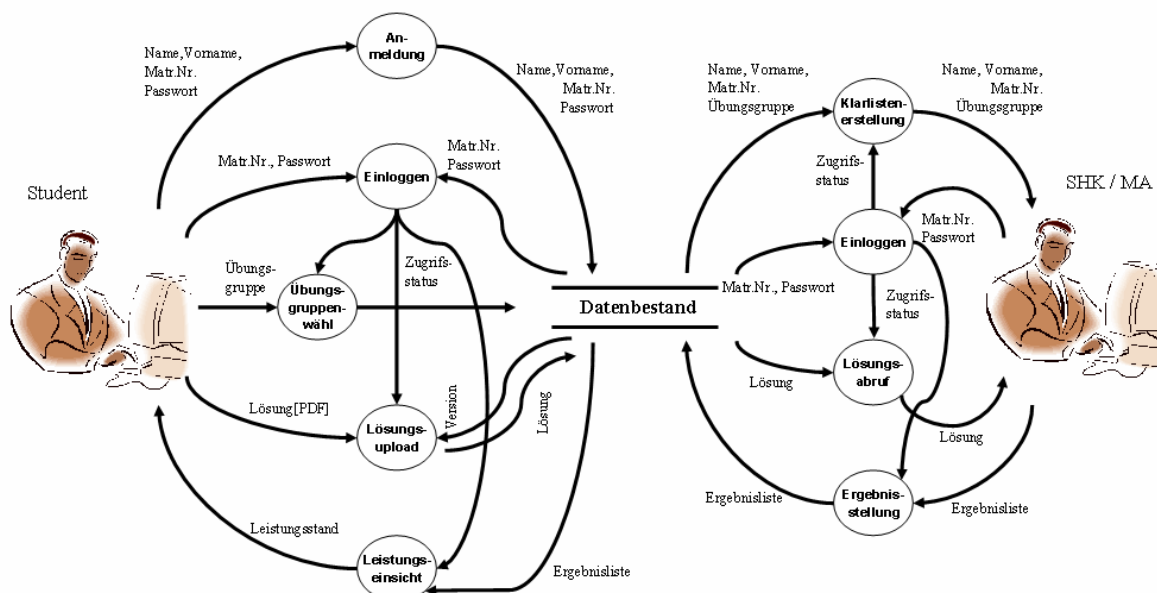 An-
meldung
Name,Vorname,
Matr.Nr.
Passwort
Name,Vorname,
Matr.Nr.
Passwort
Name, Vorname,
Matr.Nr.
Übungsgruppe
Klarlisten-
erstellung
Name, Vorname,
Matr.Nr.
Übungsgruppe
Matr.Nr., Passwort
Einloggen
Matr.Nr.
Passwort
Zugrifs-
status
Student
SHK / MA
Einloggen
Matr.Nr.
Passwort
Übungs-
gruppe
Übungs-
gruppen-
wähl
Zugrifs-
status
Datenbestand
Matr.Nr., Passwort
Zugrifs-
status
Lösung[PDF]
Lösungs-
upload
Version
Lösung
Lösung
Lösungs-
abruf
Lösung
Leistungsstand
Leistungs-
einsicht
Ergebnisliste
Ergebnisliste
Ergebnis-
stellung
Ergebnisliste